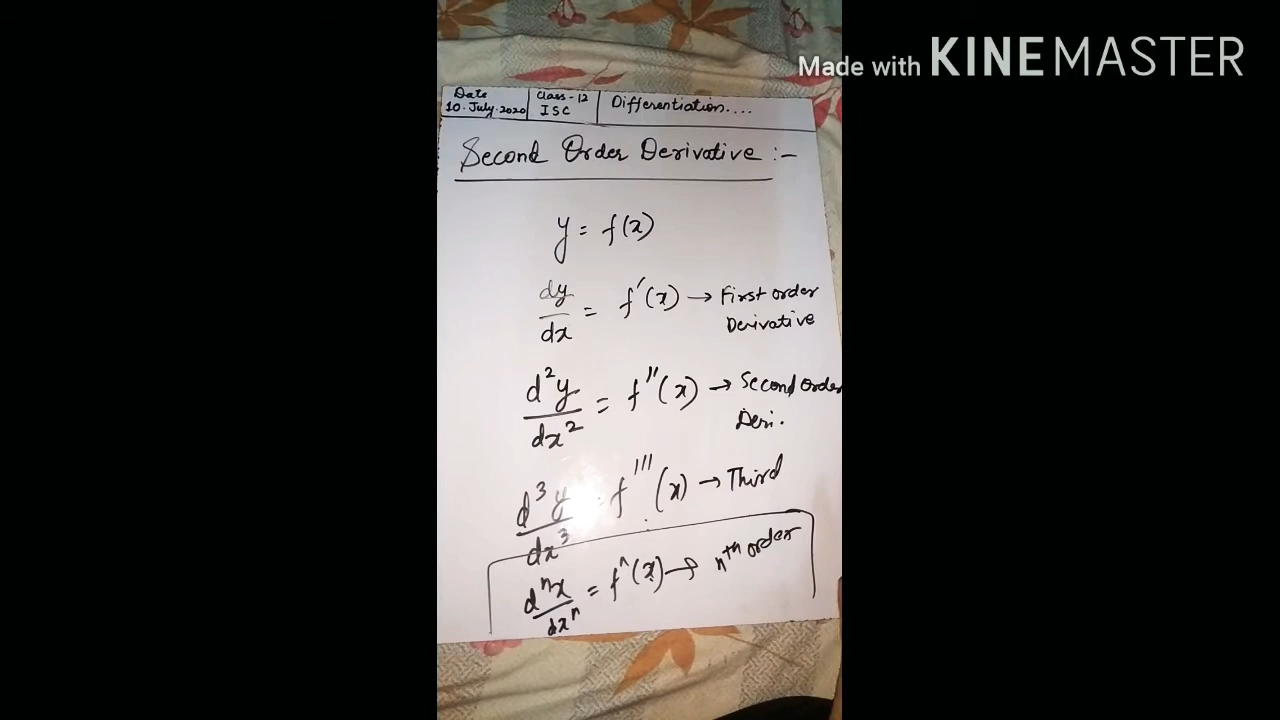 Made with KINEMASTER
Date
10. July. 2020
Class - 12
ISC
Differentiation....
Second Order Derivative :-
y = f(x)
dy/dx = f'(x) → First order
Derivative
d²y/dx² = f''(x) → Second Order
Deri.
d³y/dx³ = f'''(x) → Third
dⁿx/dxⁿ = fⁿ(x) → nth order